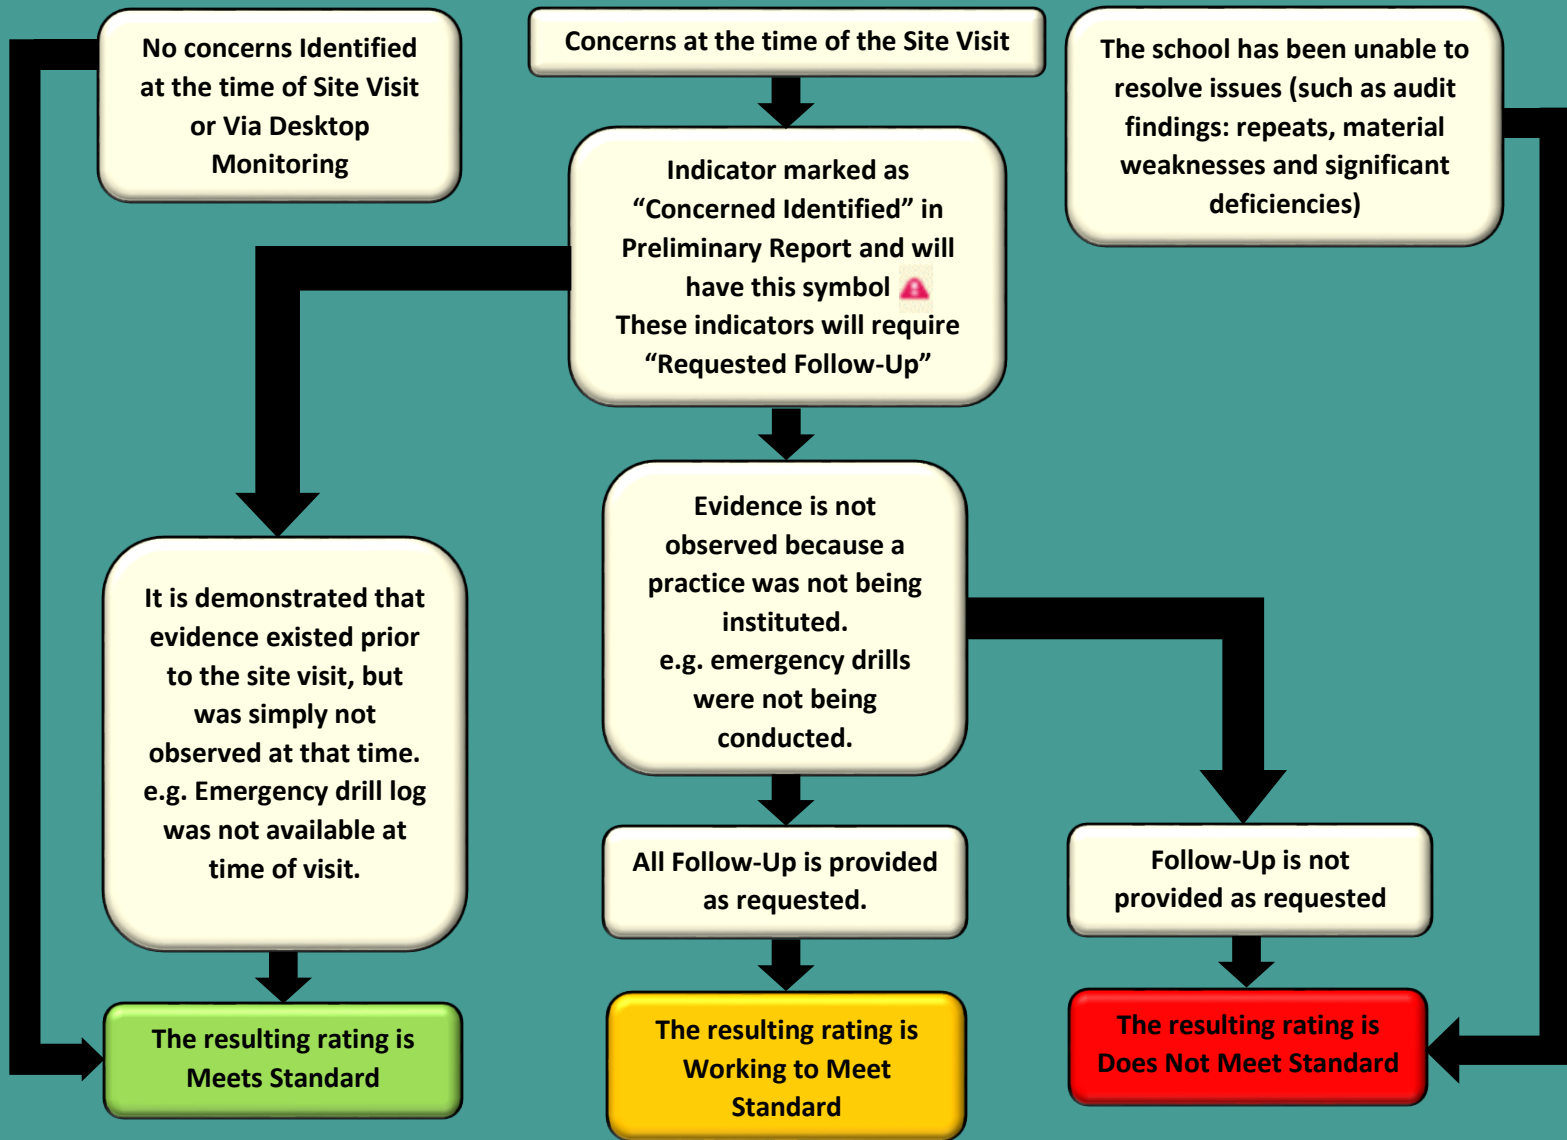 No concerns Identified
at the time of Site Visit
or Via Desktop
Monitoring
Concerns at the time of the Site Visit
The school has been unable to
resolve issues (such as audit
findings: repeats, material
weaknesses and significant
deficiencies)
Indicator marked as
“Concerned Identified” in
Preliminary Report and will
have this symbol
These indicators will require
“Requested Follow-Up”
It is demonstrated that
evidence existed prior
to the site visit, but
was simply not
observed at that time.
e.g. Emergency drill log
was not available at
time of visit.
Evidence is not
observed because a
practice was not being
instituted.
e.g. emergency drills
were not being
conducted.
All Follow-Up is provided
as requested.
Follow-Up is not
provided as requested
The resulting rating is
Meets Standard
The resulting rating is
Working to Meet
Standard
The resulting rating is
Does Not Meet Standard